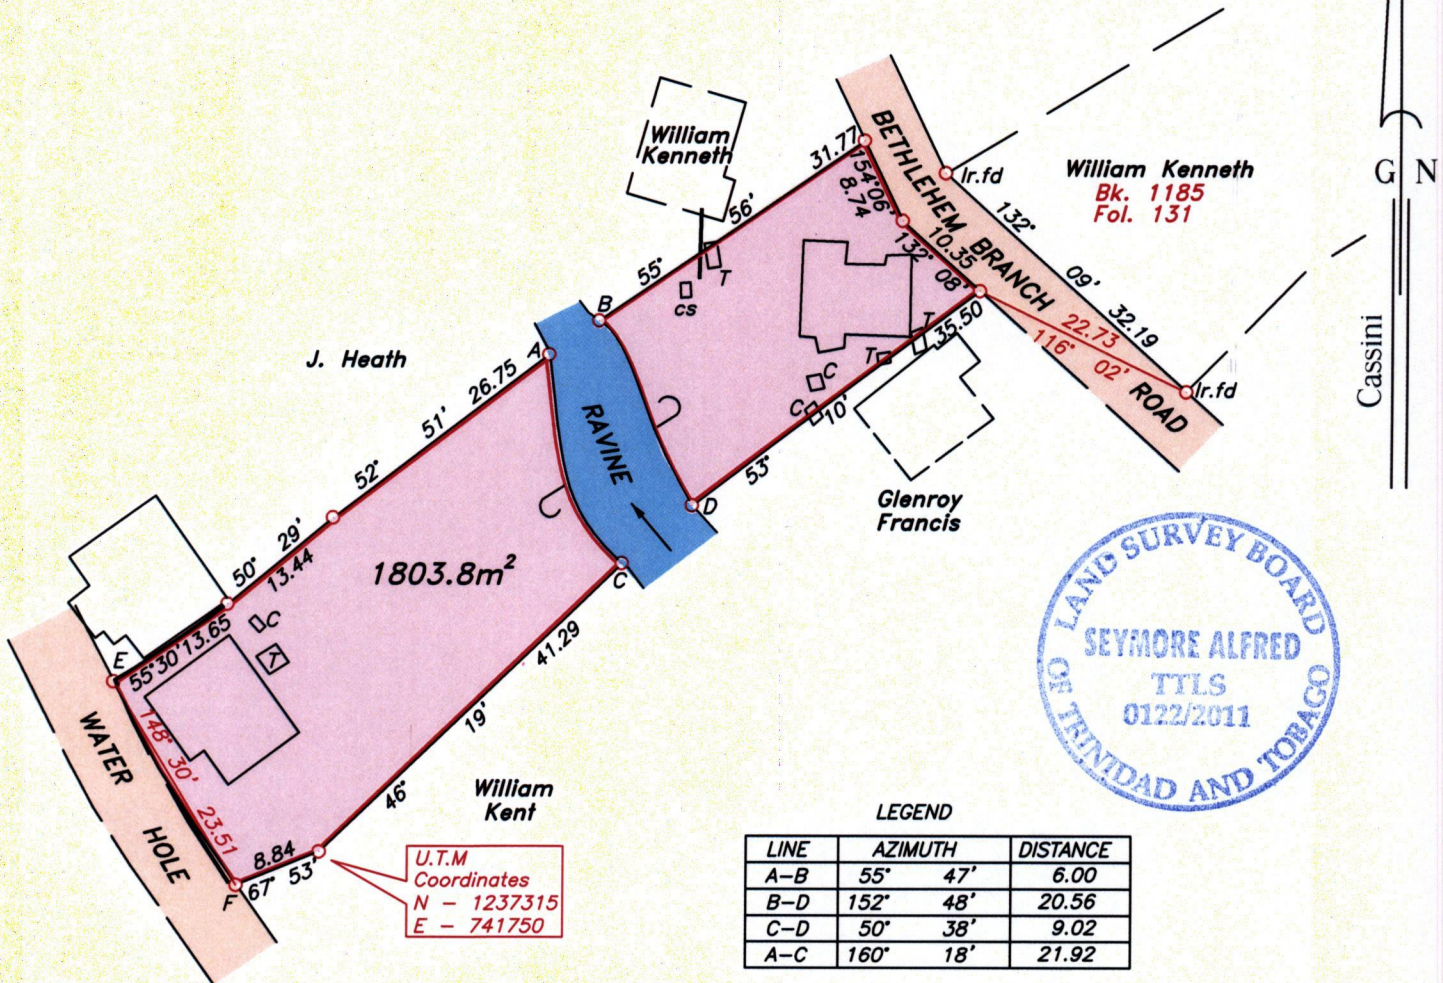 William
Kenneth
31.77
BETHLEHEM BRANCH ROAD
154°06'
8.74
Ir.fd
William Kenneth
Bk. 1185
Fol. 131
G N
Cassini
56'
55°
T
cs
132° 09' 32.19
10.35
132° 08'
22.73
116° 02'
Ir.fd
B
A
J. Heath
26.75
51'
52°
RAVINE
35.50
T
T
C
C
10'
53°
D
C
Glenroy
Francis
50° 29'
13.44
1803.8m²
C
T
E
55°30' 13.65
148° 30'
23.51
WATER HOLE
41.29
19'
46°
William
Kent
8.84
67° 53'
F
U.T.M
Coordinates
N - 1237315
E - 741750
LAND SURVEY BOARD
SEYMORE ALFRED
TTLS
0122/2011
OF TRINIDAD AND TOBAGO
LEGEND
LINE AZIMUTH DISTANCE
A-B 55° 47' 6.00
B-D 152° 48' 20.56
C-D 50° 38' 9.02
A-C 160° 18' 21.92